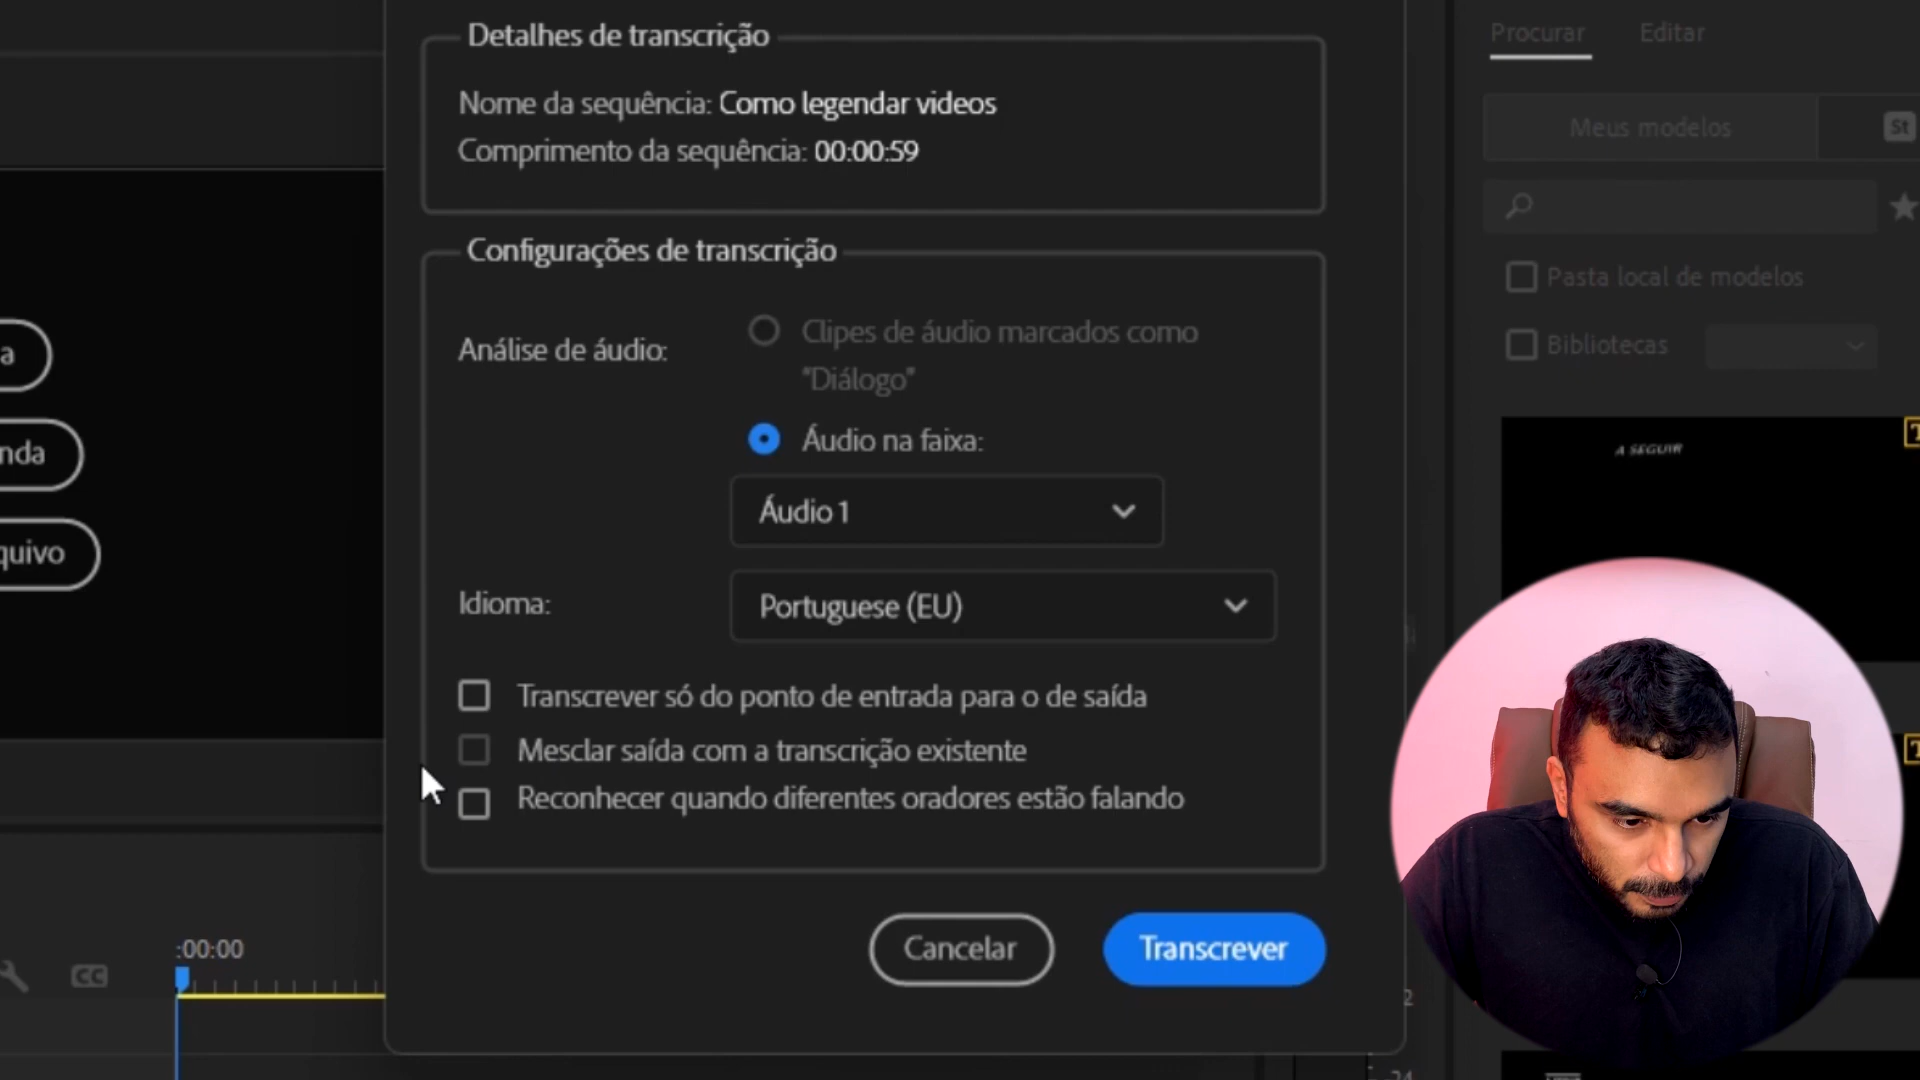 Detalhes de transcrição
Nome da sequência: Como legendar videos
Comprimento da sequência: 00:00:59
Configurações de transcrição
Análise de áudio:
Clipes de áudio marcados como
"Diálogo"
Áudio na faixa:
Áudio 1
Idioma:
Portuguese (EU)
Transcrever só do ponto de entrada para o de saída
Mesclar saída com a transcrição existente
Reconhecer quando diferentes oradores estão falando
Cancelar
Transcrever
a
nda
quivo
:00:00
CC
Procurar
Editar
Meus modelos
St
Pasta local de modelos
Bibliotecas
A SEGUIR